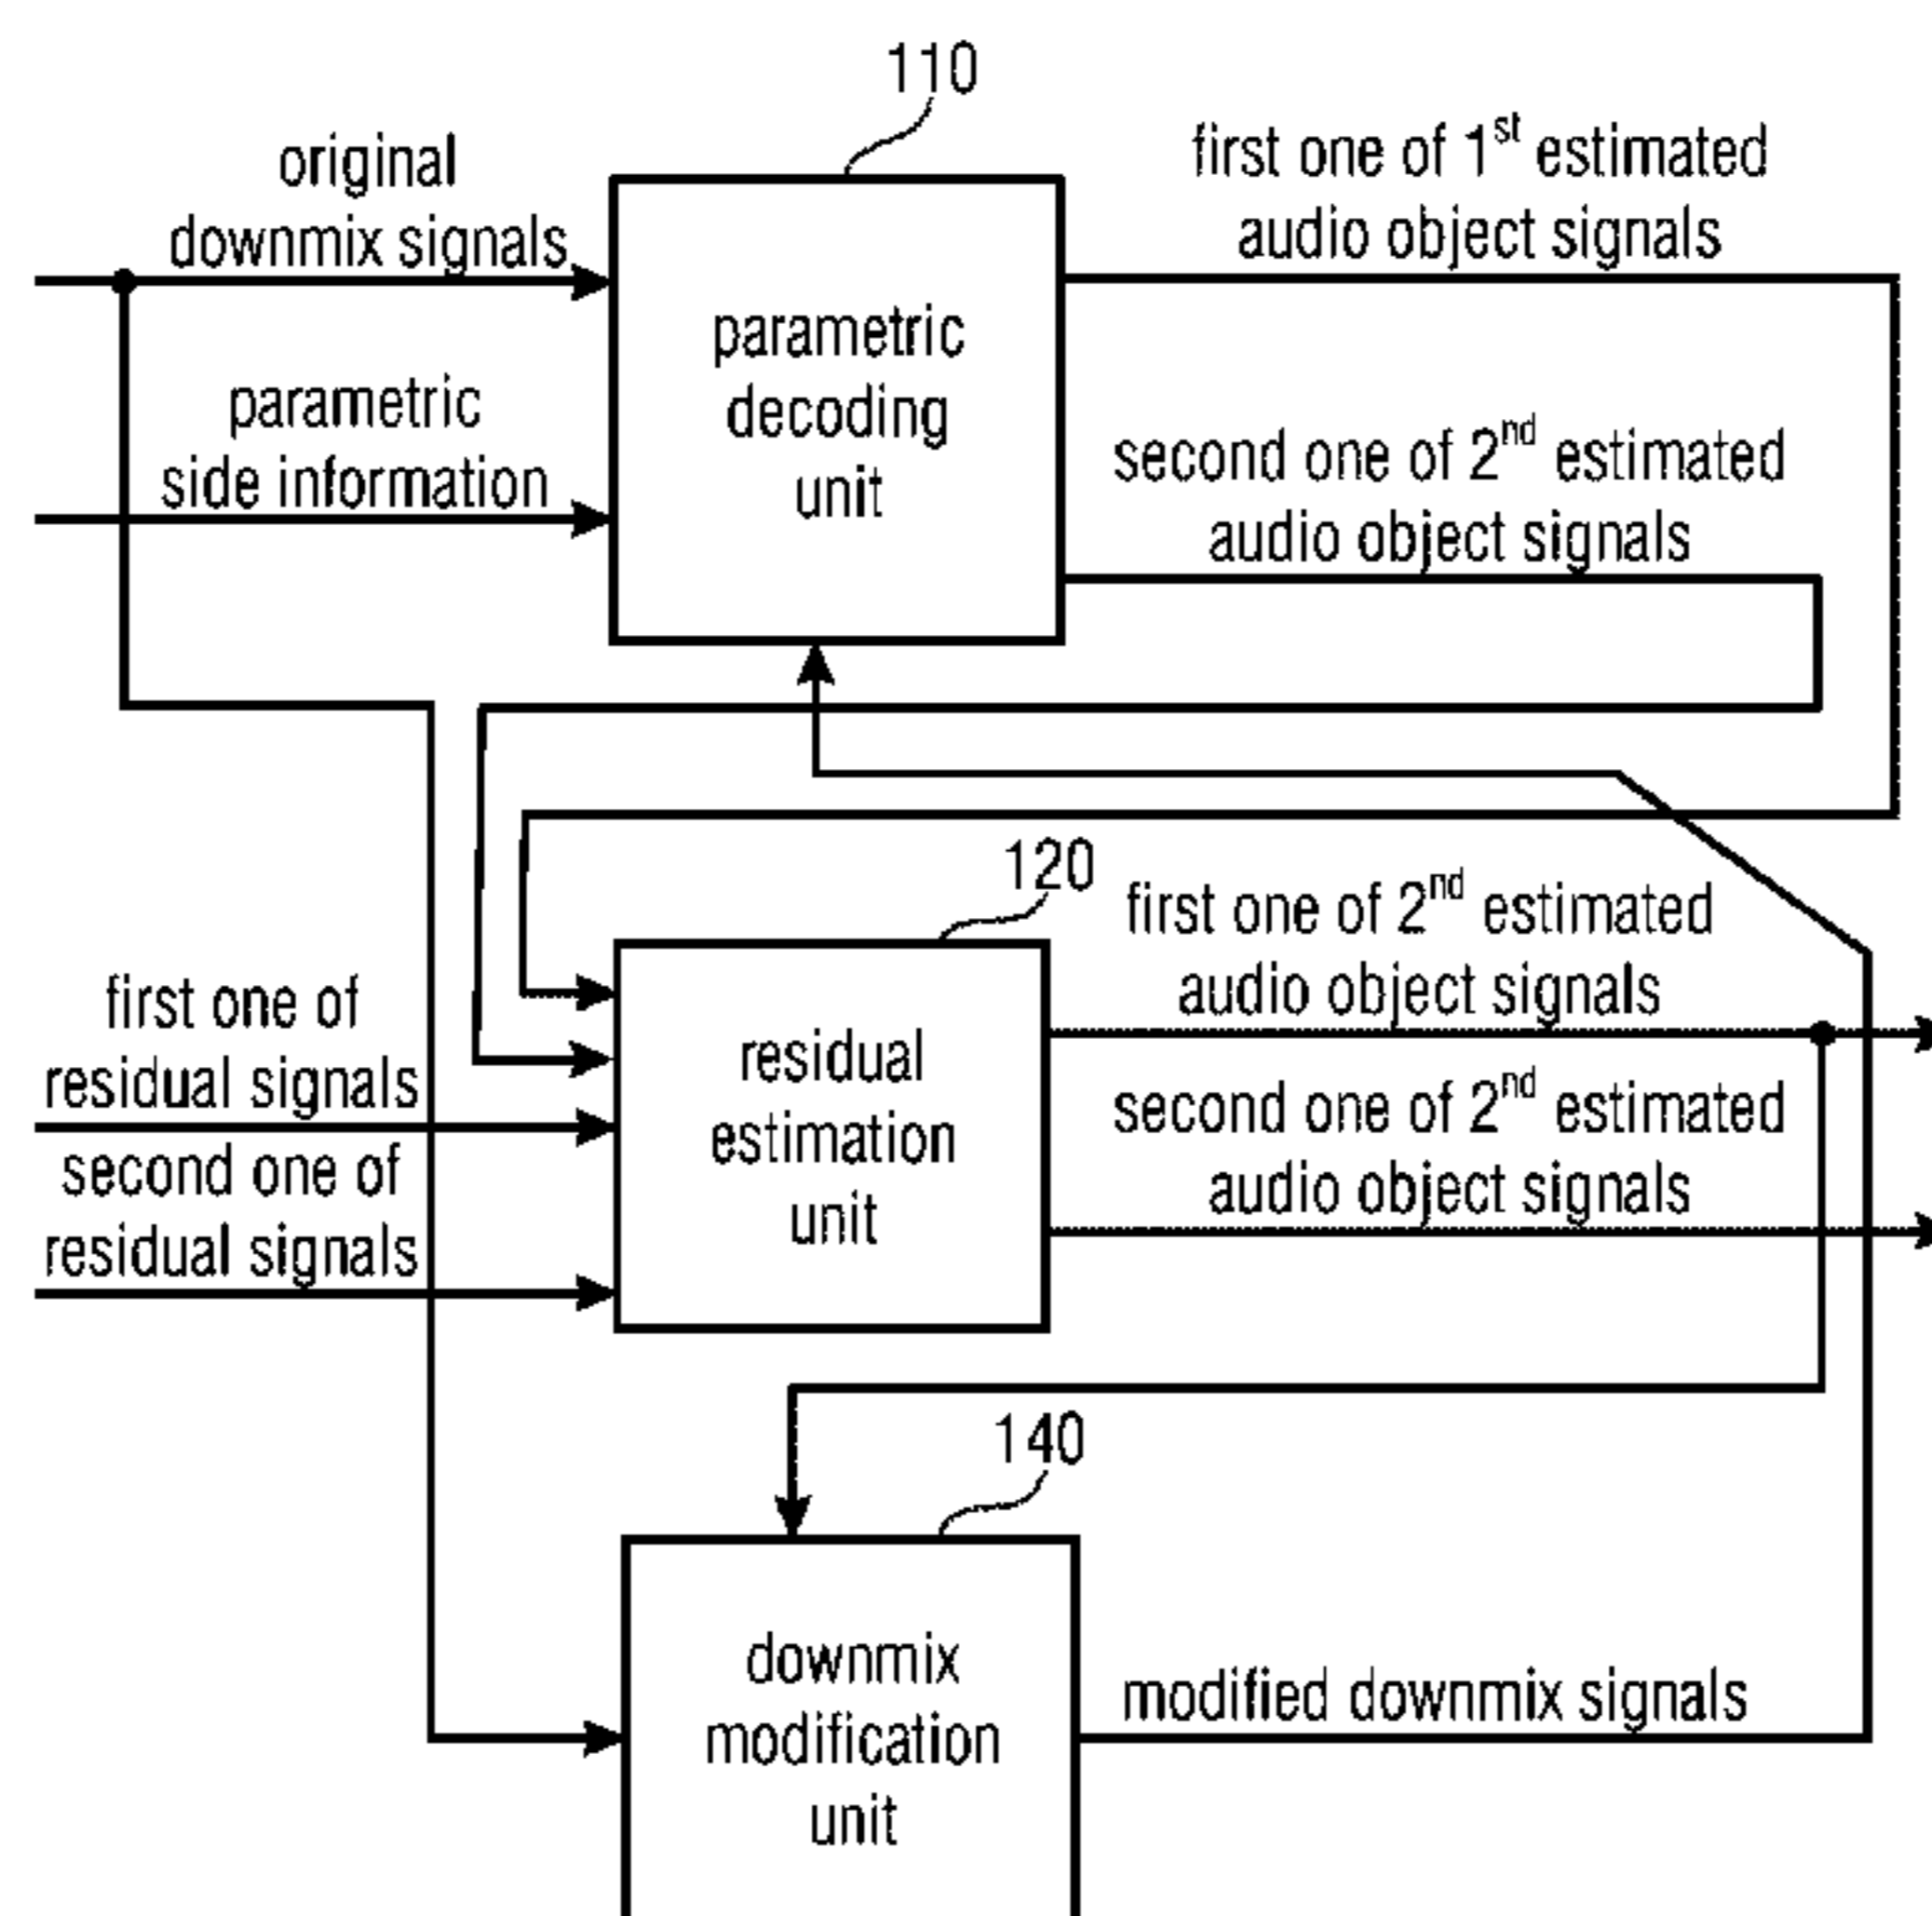 110
original
downmix signals
first one of 1st estimated
audio object signals
parametric
decoding
unit
parametric
side information
second one of 2nd estimated
audio object signals
120
first one of 2nd estimated
audio object signals
first one of
residual signals
second one of
residual signals
residual
estimation
unit
second one of 2nd estimated
audio object signals
140
downmix
modification
unit
modified downmix signals